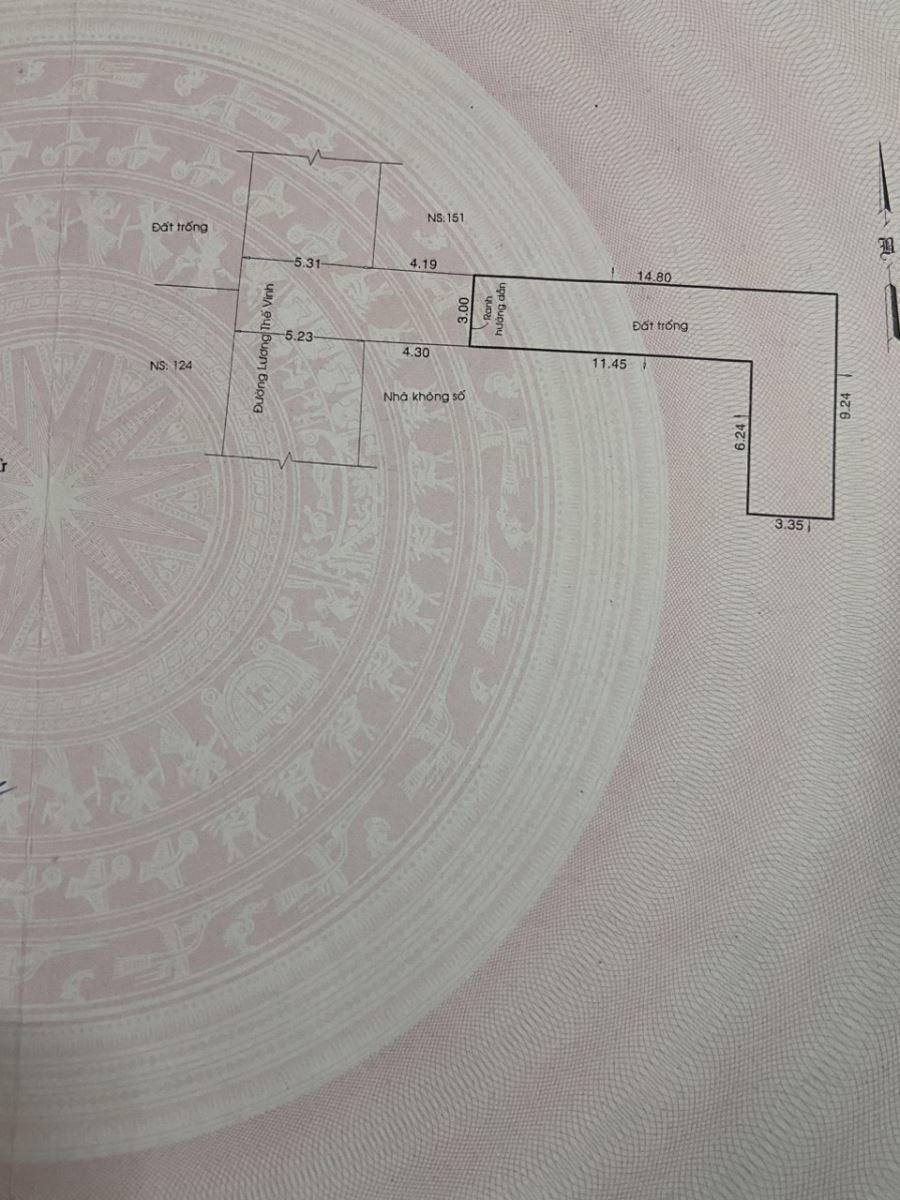 Đất trống
NS:151
5.31
4.19
14.80
3.00
Ranh
hướng dẫn
Đất trống
Đường Lương Thế Vinh
5.23
4.30
11.45
NS: 124
Nhà không số
9.24
6.24
3.35
B